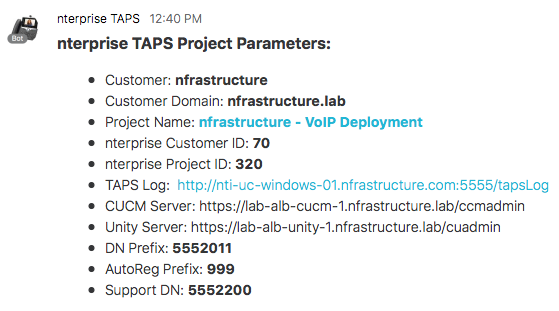 nterprise TAPS 12:40 PM
Bot
nterprise TAPS Project Parameters:
• Customer: nfrastructure
• Customer Domain: nfrastructure.lab
• Project Name: nfrastructure - VoIP Deployment
• nterprise Customer ID: 70
• nterprise Project ID: 320
• TAPS Log: http://nti-uc-windows-01.nfrastructure.com:5555/tapsLog
• CUCM Server: https://lab-alb-cucm-1.nfrastructure.lab/ccmadmin
• Unity Server: https://lab-alb-unity-1.nfrastructure.lab/cuadmin
• DN Prefix: 5552011
• AutoReg Prefix: 999
• Support DN: 5552200